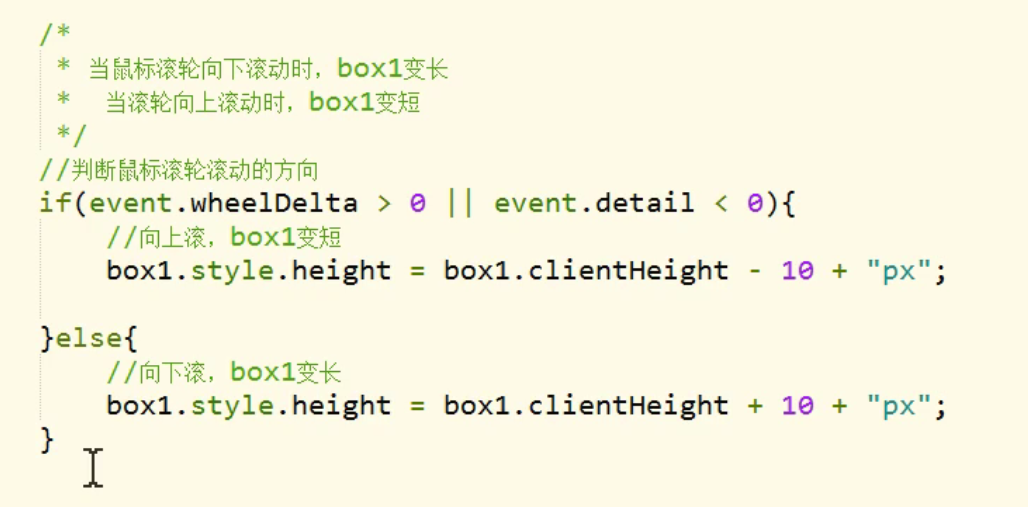 /*
 * 当鼠标滚轮向下滚动时，box1变长
 *  当滚轮向上滚动时，box1变短
 */
//判断鼠标滚轮滚动的方向
if(event.wheelDelta > 0 || event.detail < 0){
    //向上滚，box1变短
    box1.style.height = box1.clientHeight - 10 + "px";
}else{
    //向下滚，box1变长
    box1.style.height = box1.clientHeight + 10 + "px";
}